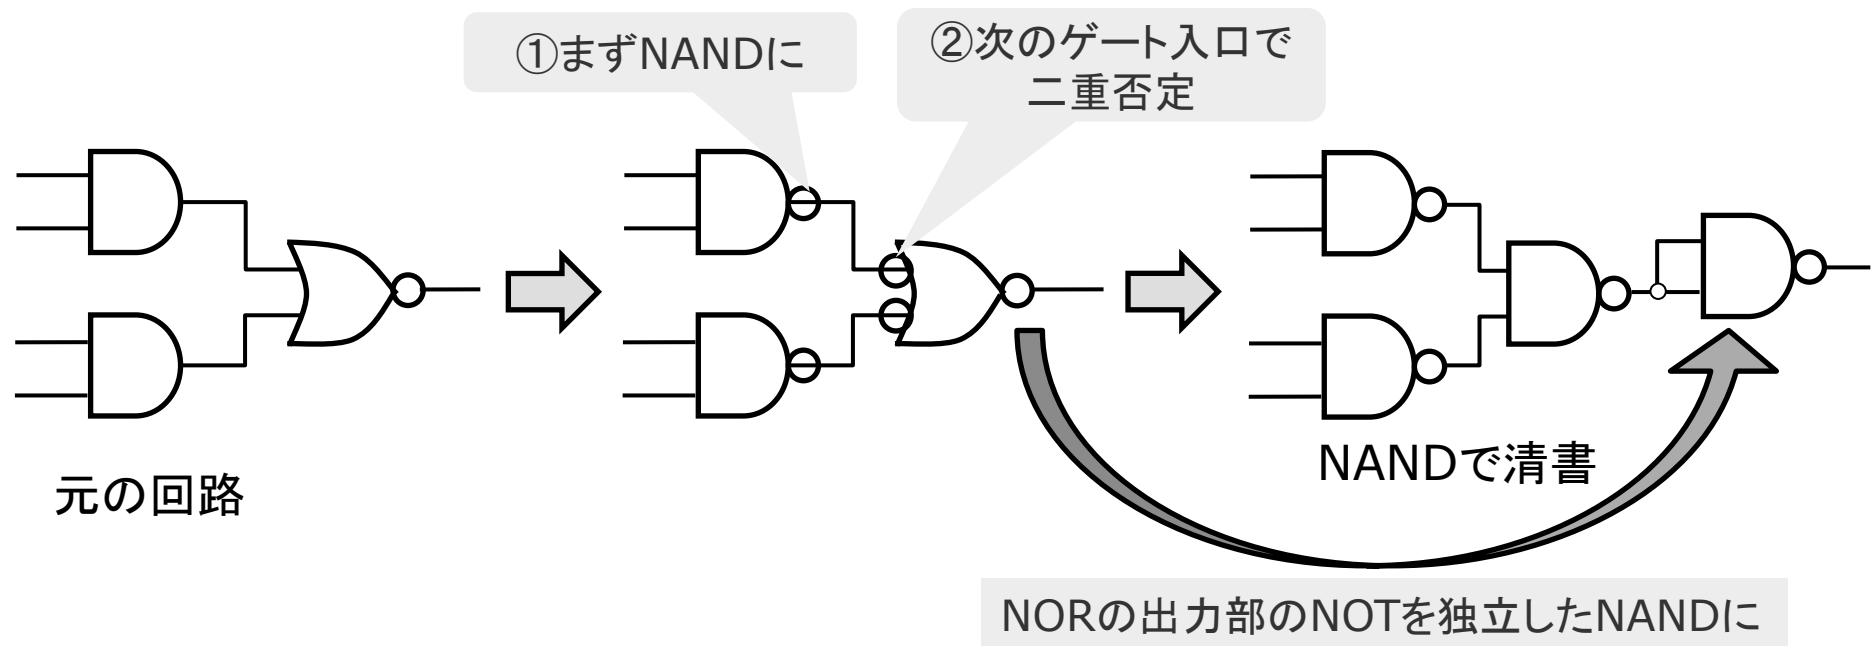 ①まずNANDに
②次のゲート入口で
二重否定
元の回路
NANDで清書
NORの出力部のNOTを独立したNANDに